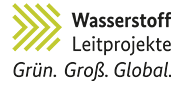 Wasserstoff
Leitprojekte
Grün. Groß. Global.